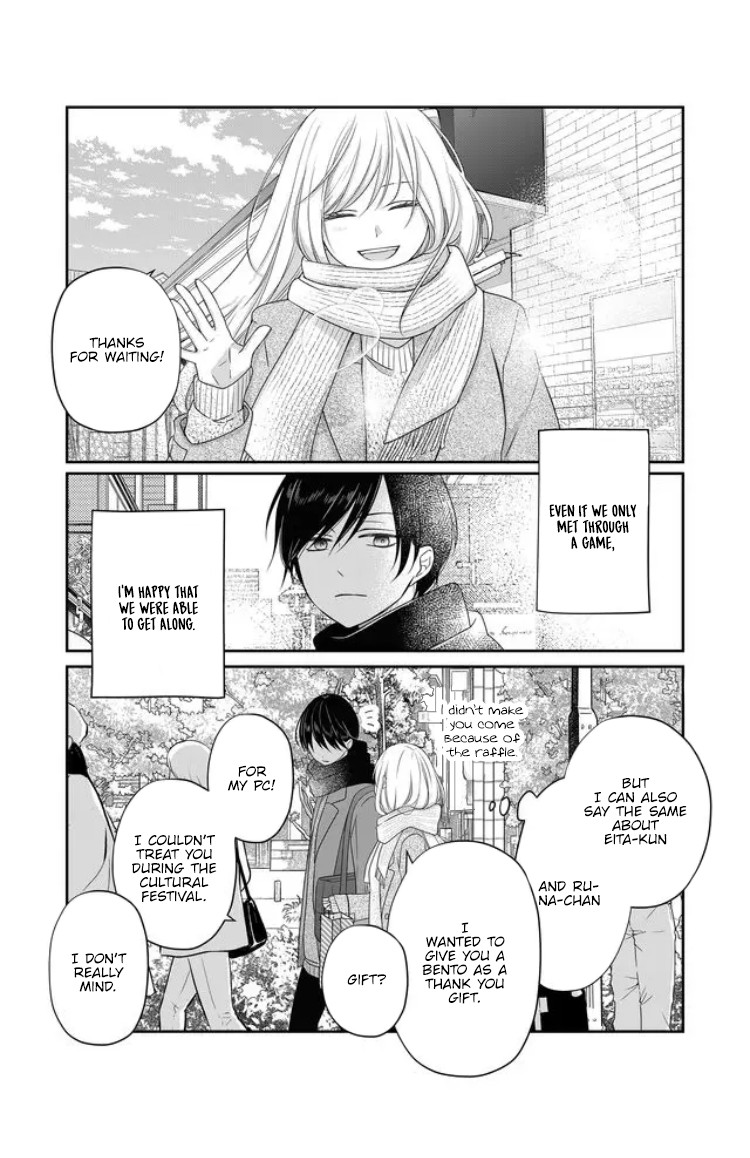 THANKS
FOR WAITING!
EVEN IF WE ONLY
MET THROUGH
A GAME,
I'M HAPPY THAT
WE WERE ABLE
TO GET ALONG.
BUT
I CAN ALSO
SAY THE SAME
ABOUT
EITA-KUN
AND RU-
NA-CHAN
I didn't make
you come
because of
the raffle
I
WANTED TO
GIVE YOU A
BENTO AS A
THANK YOU
GIFT.
GIFT?
FOR
MY PC!
I COULDN'T
TREAT YOU
DURING THE
CULTURAL
FESTIVAL.
I DON'T
REALLY
MIND.